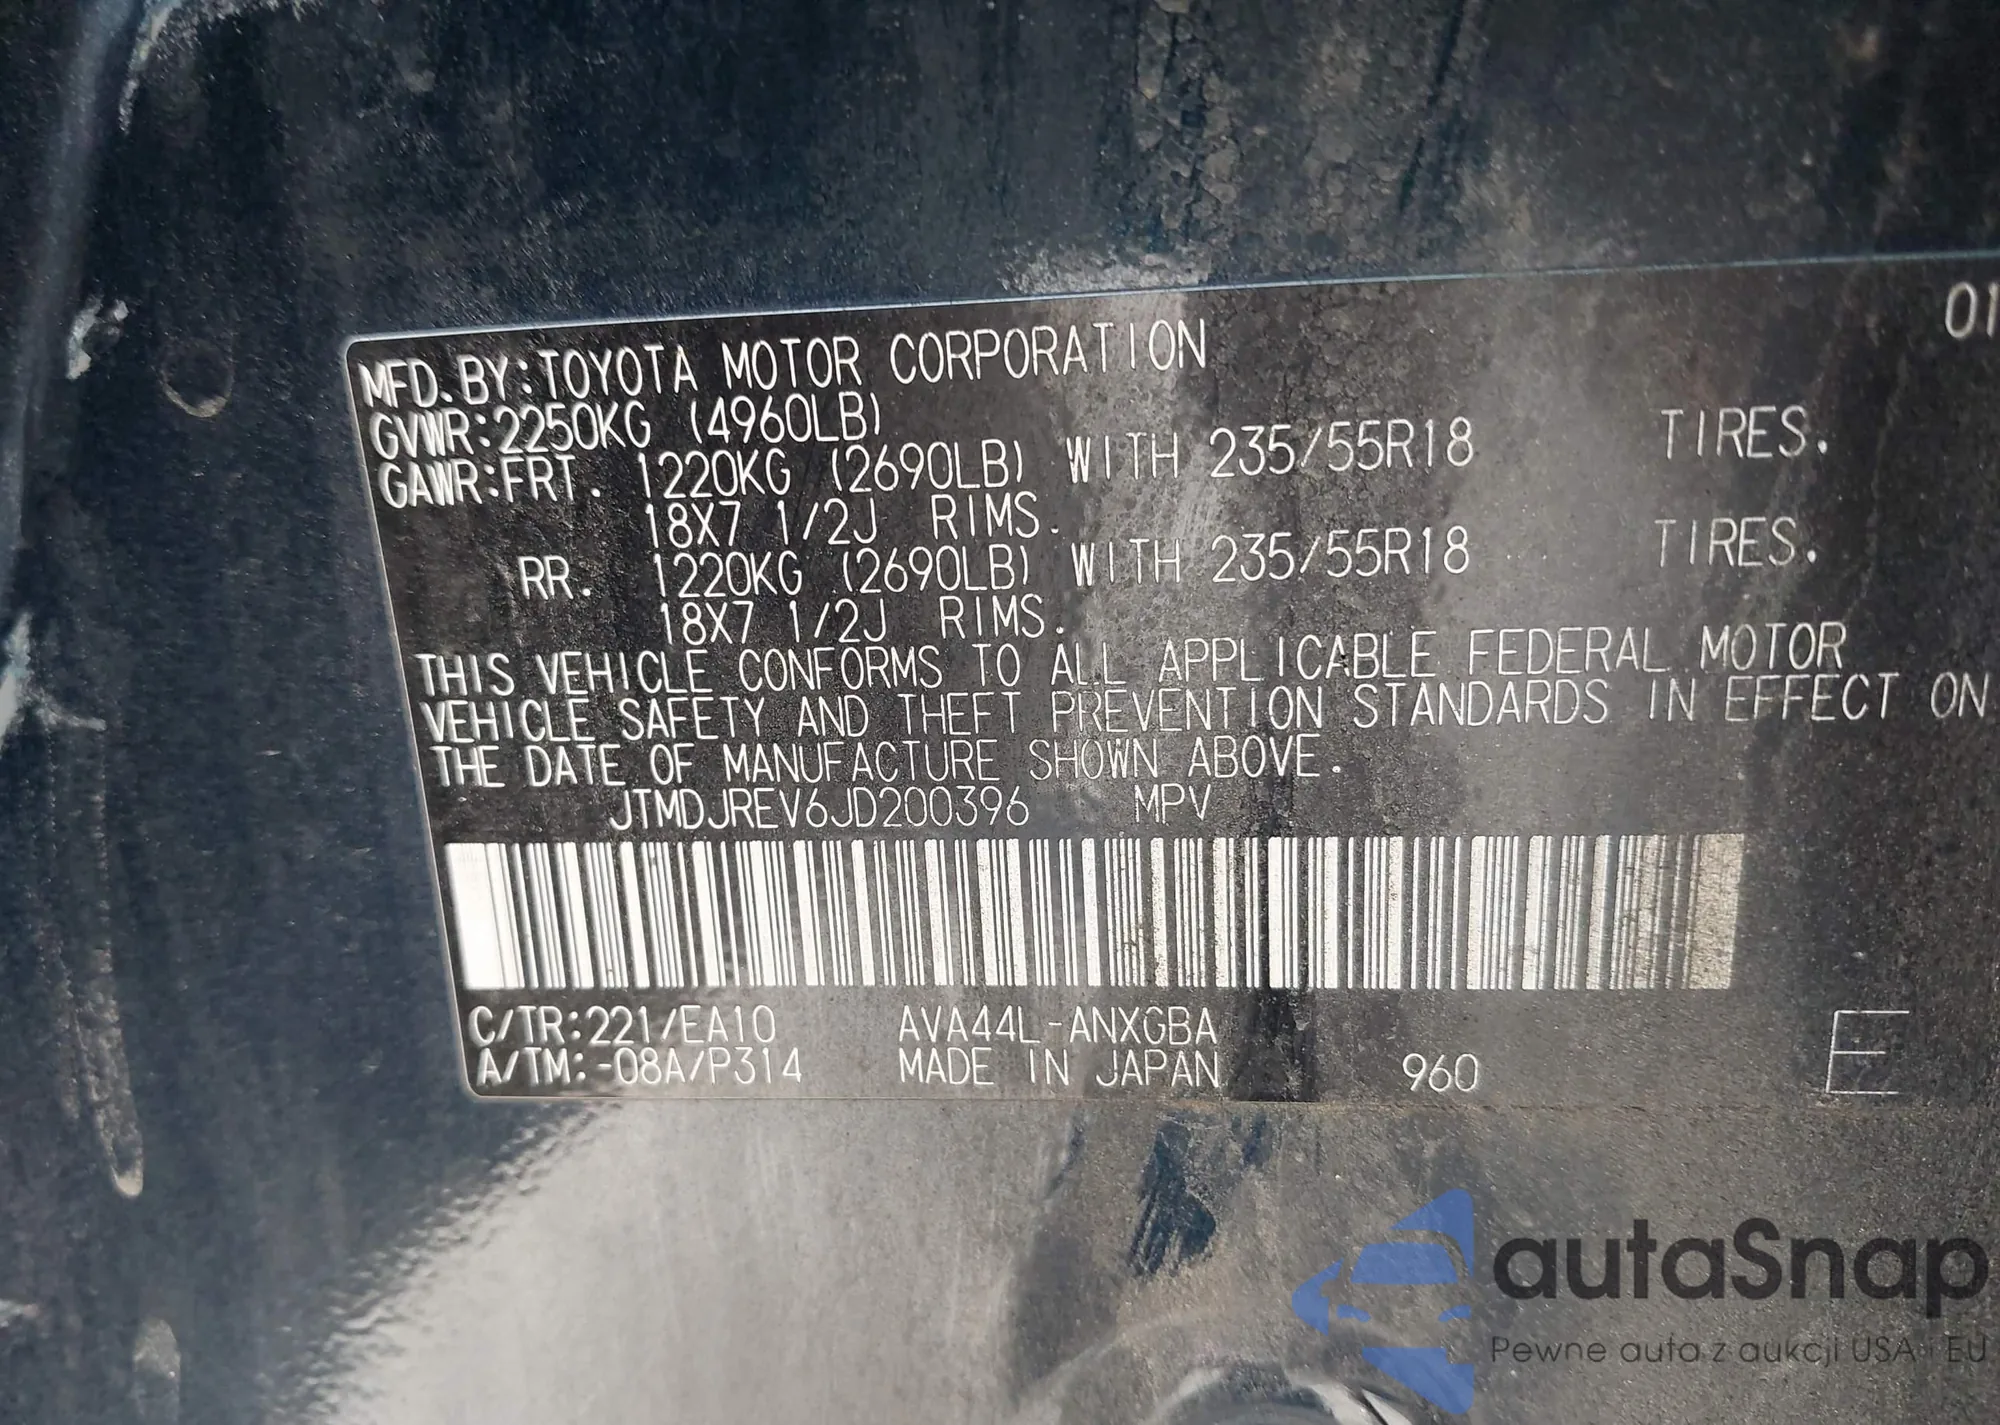 01
MFD.BY:TOYOTA MOTOR CORPORATION
GVWR:2250KG (4960LB)
GAWR:FRT. 1220KG (2690LB) WITH 235/55R18 TIRES.
18X7 1/2J RIMS.
RR. 1220KG (2690LB) WITH 235/55R18 TIRES.
18X7 1/2J RIMS.
THIS VEHICLE CONFORMS TO ALL APPLICABLE FEDERAL MOTOR
VEHICLE SAFETY AND THEFT PREVENTION STANDARDS IN EFFECT ON
THE DATE OF MANUFACTURE SHOWN ABOVE.
JTMDJREV6JD200396 MPV
C/TR:221/EA10 AVA44L-ANXGBA
A/TM:-08A/P314 MADE IN JAPAN 960 E
autaSnap
Pewne auta z aukcji USA i EU